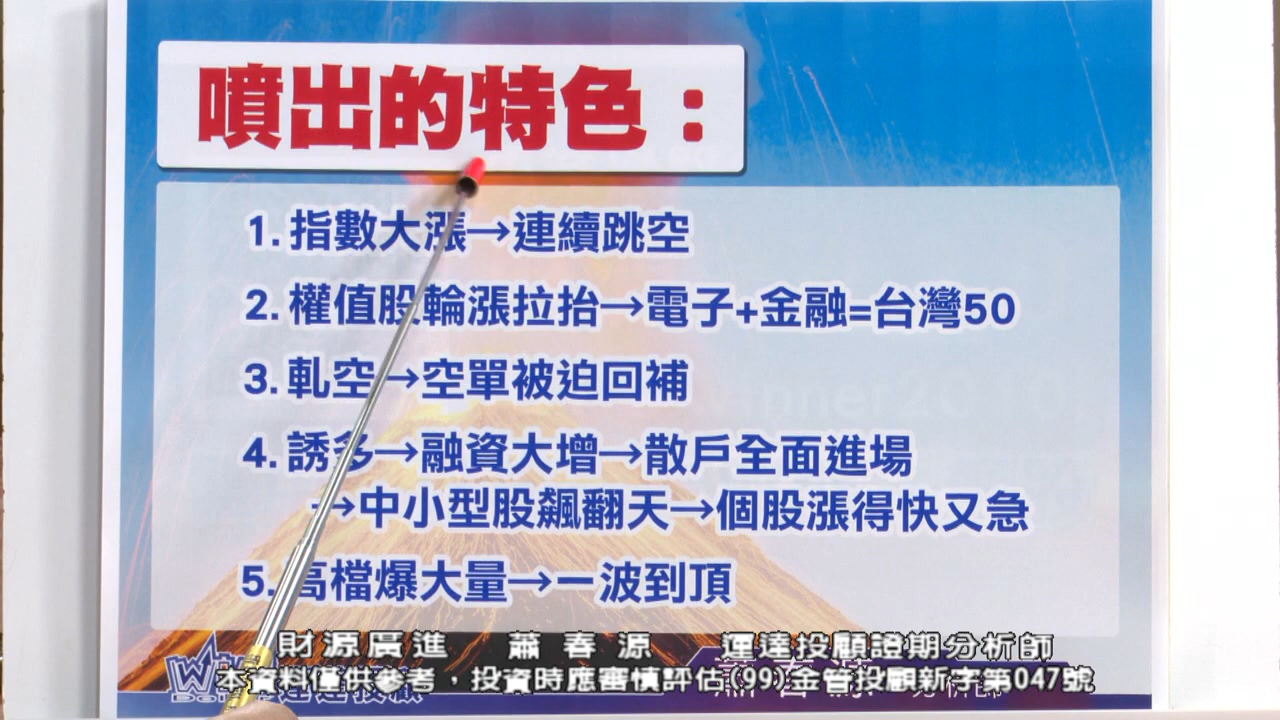 噴出的特色：
1. 指數大漲→連續跳空
2. 權值股輪漲拉抬→電子+金融=台灣50
3. 軋空→空單被迫回補
4. 誘多→融資大增→散戶全面進場
→中小型股飆翻天→個股漲得快又急
5. 高檔爆大量→一波到頂
財源廣進 蕭春源 運達投顧證期分析師
本資料僅供參考，投資時應審慎評估(99)金管投顧新字第047號